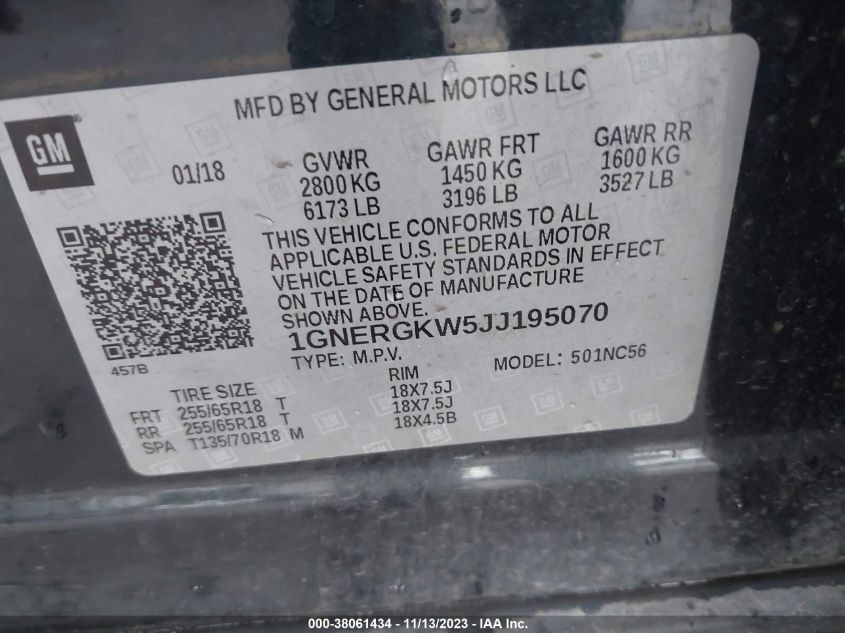 MFD BY GENERAL MOTORS LLC
GM
01/18
GVWR
2800 KG
6173 LB
GAWR FRT
1450 KG
3196 LB
GAWR RR
1600 KG
3527 LB
THIS VEHICLE CONFORMS TO ALL
APPLICABLE U.S. FEDERAL MOTOR
VEHICLE SAFETY STANDARDS IN EFFECT
ON THE DATE OF MANUFACTURE
SHOWN ABOVE.
1GNERGKW5JJ195070
457B
TYPE: M.P.V.
MODEL: 501NC56
TIRE SIZE RIM
FRT 255/65R18 T 18X7.5J
RR 255/65R18 T 18X7.5J
SPA T135/70R18 M 18X4.5B
000-38061434 - 11/13/2023 - IAA Inc.